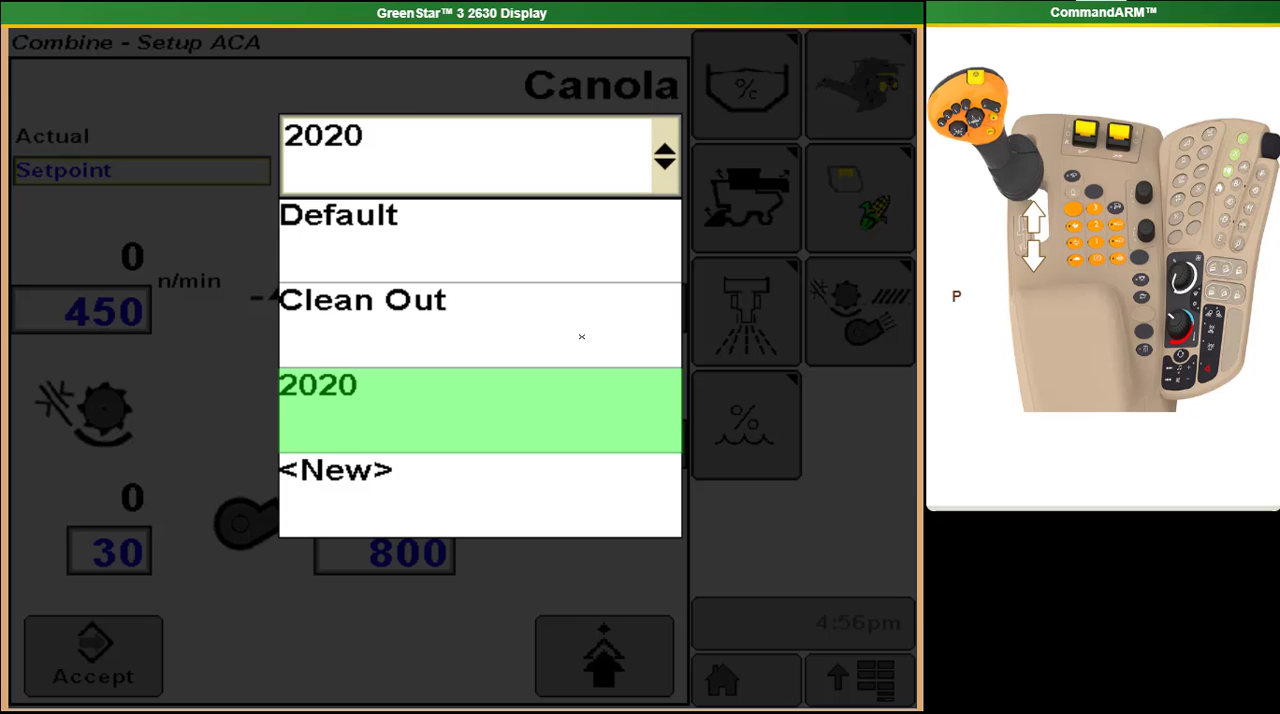 GreenStar™ 3 2630 Display
CommandARM™
Combine - Setup ACA
Canola
Actual
Setpoint
2020
Default
Clean Out
2020
<New>
0
n/min
450
0
30
800
Accept
%
%
4:56pm
P